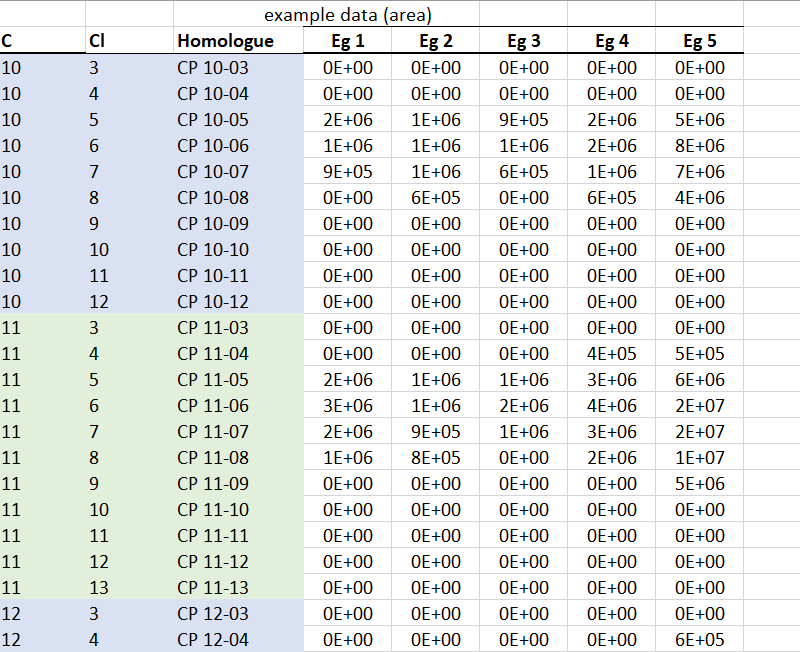 example data (area)
C Cl Homologue Eg 1 Eg 2 Eg 3 Eg 4 Eg 5
10 3 CP 10-03 0E+00 0E+00 0E+00 0E+00 0E+00
10 4 CP 10-04 0E+00 0E+00 0E+00 0E+00 0E+00
10 5 CP 10-05 2E+06 1E+06 9E+05 2E+06 5E+06
10 6 CP 10-06 1E+06 1E+06 1E+06 2E+06 8E+06
10 7 CP 10-07 9E+05 1E+06 6E+05 1E+06 7E+06
10 8 CP 10-08 0E+00 6E+05 0E+00 6E+05 4E+06
10 9 CP 10-09 0E+00 0E+00 0E+00 0E+00 0E+00
10 10 CP 10-10 0E+00 0E+00 0E+00 0E+00 0E+00
10 11 CP 10-11 0E+00 0E+00 0E+00 0E+00 0E+00
10 12 CP 10-12 0E+00 0E+00 0E+00 0E+00 0E+00
11 3 CP 11-03 0E+00 0E+00 0E+00 0E+00 0E+00
11 4 CP 11-04 0E+00 0E+00 0E+00 4E+05 5E+05
11 5 CP 11-05 2E+06 1E+06 1E+06 3E+06 6E+06
11 6 CP 11-06 3E+06 1E+06 2E+06 4E+06 2E+07
11 7 CP 11-07 2E+06 9E+05 1E+06 3E+06 2E+07
11 8 CP 11-08 1E+06 8E+05 0E+00 2E+06 1E+07
11 9 CP 11-09 0E+00 0E+00 0E+00 0E+00 5E+06
11 10 CP 11-10 0E+00 0E+00 0E+00 0E+00 0E+00
11 11 CP 11-11 0E+00 0E+00 0E+00 0E+00 0E+00
11 12 CP 11-12 0E+00 0E+00 0E+00 0E+00 0E+00
11 13 CP 11-13 0E+00 0E+00 0E+00 0E+00 0E+00
12 3 CP 12-03 0E+00 0E+00 0E+00 0E+00 0E+00
12 4 CP 12-04 0E+00 0E+00 0E+00 0E+00 6E+05